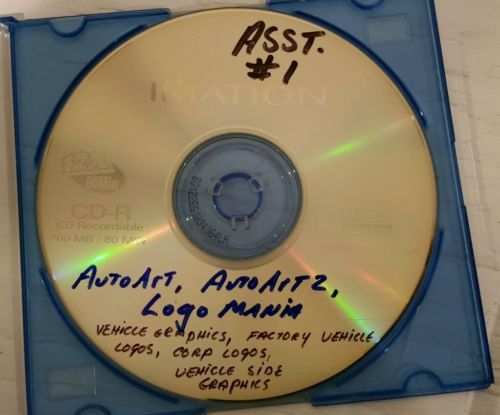 ASST.
#1
IMATION
80Min
CD-R
CD Recordable
700 MB / 80 MIN
AUTOART, AUTOART2,
LOGO MANIA
VEHICLE GRAPHICS, FACTORY VEHICLE
LOGOS, CORP LOGOS,
VEHICLE SIDE
GRAPHICS